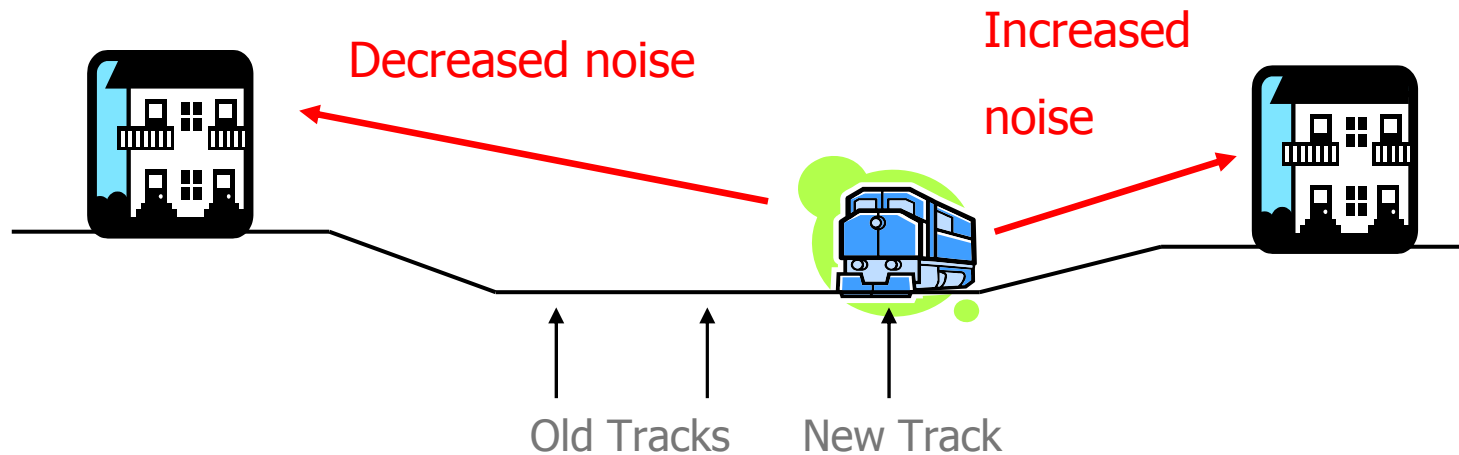 Decreased noise
Increased
noise
Old Tracks
New Track